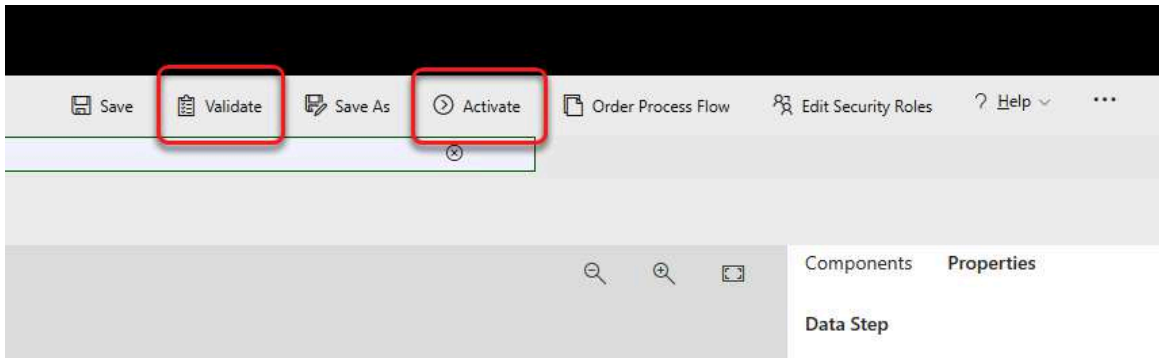 Save Validate Save As Activate Order Process Flow Edit Security Roles ? Help ...
Components Properties
Data Step